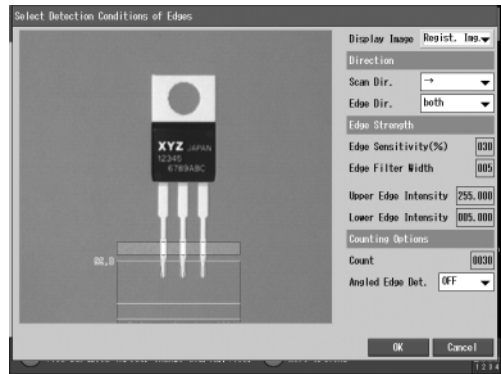 Select Detection Conditions of Edges
Display Image Regist. Img.
Direction
Scan Dir. →
Edge Dir. both
Edge Strength
Edge Sensitivity(%) 030
Edge Filter Width 005
Upper Edge Intensity 255.000
Lower Edge Intensity 005.000
Counting Options
Count 0030
Angled Edge Det. OFF
XYZ JAPAN
12345
6789ABC
OK Cancel
1234